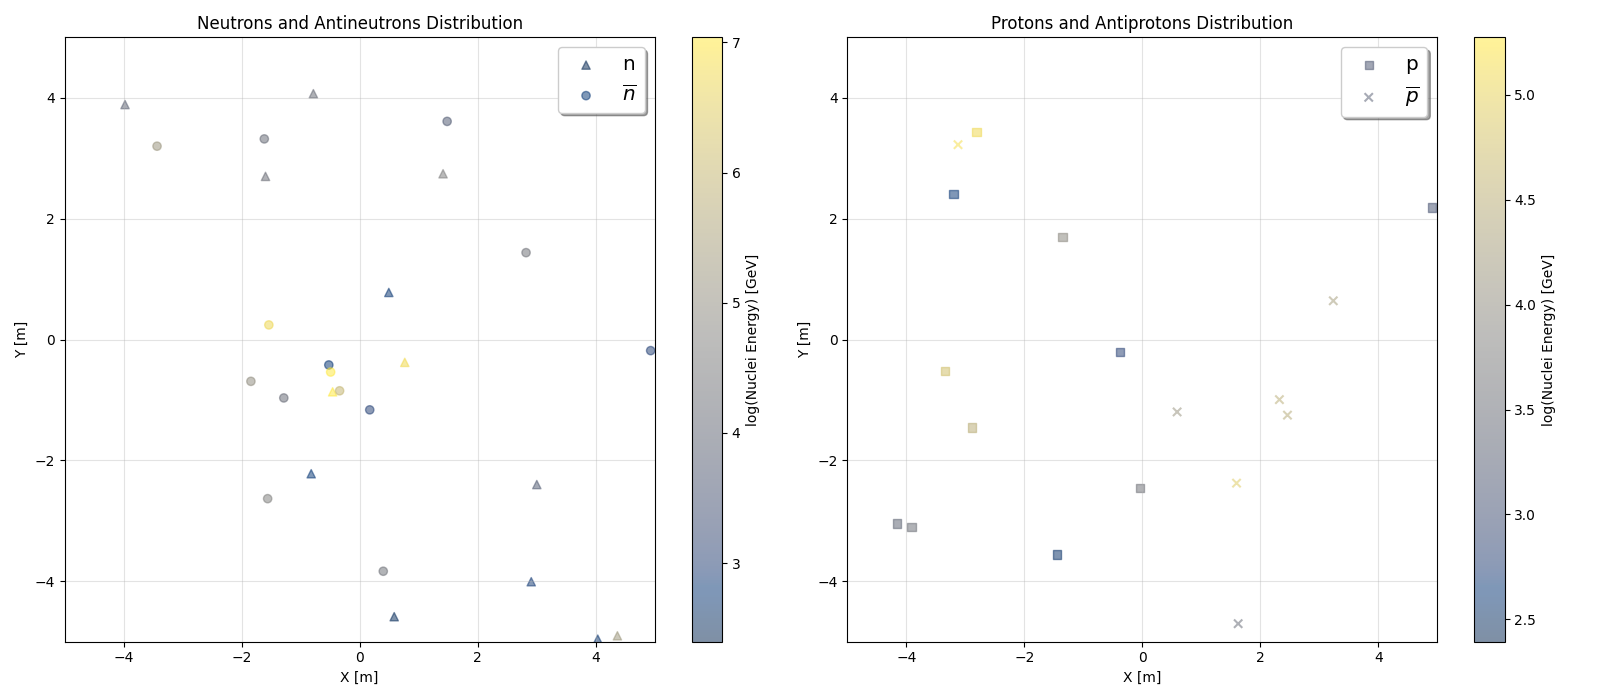 Neutrons and Antineutrons Distribution
n
n̅
4
2
0
−2
−4
Y [m]
−4
−2
0
2
4
X [m]
7
6
5
4
3
log(Nuclei Energy) [GeV]
Protons and Antiprotons Distribution
p
p̅
4
2
0
−2
−4
Y [m]
−4
−2
0
2
4
X [m]
5.0
4.5
4.0
3.5
3.0
2.5
log(Nuclei Energy) [GeV]